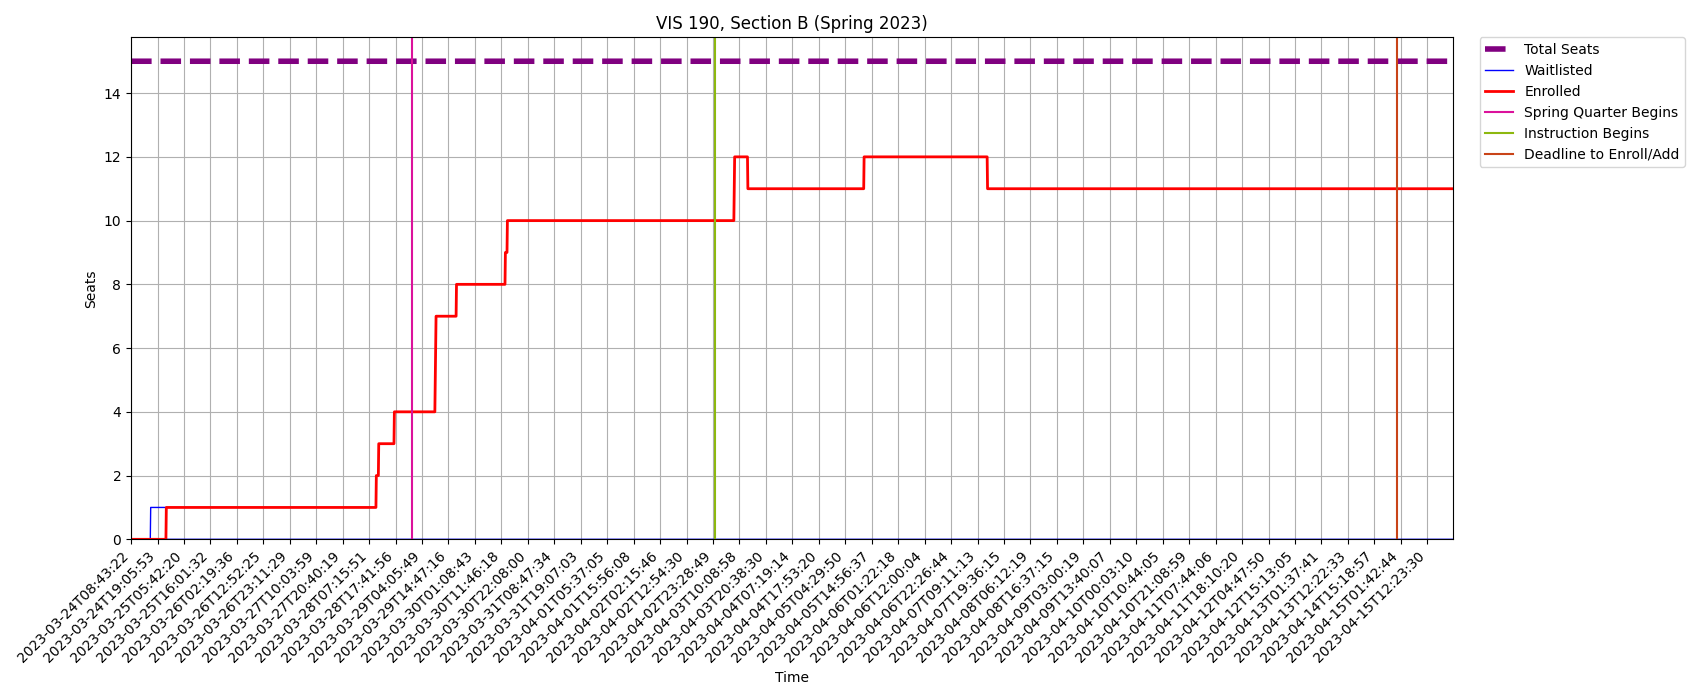 VIS 190, Section B (Spring 2023)
Total Seats
Waitlisted
Enrolled
Spring Quarter Begins
Instruction Begins
Deadline to Enroll/Add
Seats
14
12
10
8
6
4
2
0
2023-03-24T08:43:22
2023-03-24T19:05:53
2023-03-25T05:42:20
2023-03-25T16:01:32
2023-03-26T02:19:36
2023-03-26T12:52:25
2023-03-26T23:11:29
2023-03-27T10:03:59
2023-03-27T20:40:19
2023-03-28T07:15:51
2023-03-28T17:41:56
2023-03-29T04:05:49
2023-03-29T14:47:16
2023-03-30T01:08:43
2023-03-30T11:46:18
2023-03-30T22:08:00
2023-03-31T08:47:34
2023-03-31T19:07:03
2023-04-01T05:37:05
2023-04-01T15:56:08
2023-04-02T02:15:46
2023-04-02T12:54:30
2023-04-02T23:28:49
2023-04-03T10:08:58
2023-04-03T20:38:30
2023-04-04T07:19:14
2023-04-04T17:53:20
2023-04-05T04:29:50
2023-04-05T14:56:37
2023-04-06T01:22:18
2023-04-06T12:00:04
2023-04-06T22:26:44
2023-04-07T09:11:13
2023-04-07T19:36:15
2023-04-08T06:12:19
2023-04-08T16:37:15
2023-04-09T03:00:19
2023-04-09T13:40:07
2023-04-10T00:03:10
2023-04-10T10:44:05
2023-04-10T21:08:59
2023-04-11T07:44:06
2023-04-11T18:10:20
2023-04-12T04:47:50
2023-04-12T15:13:05
2023-04-13T01:37:41
2023-04-13T12:22:33
2023-04-14T15:18:57
2023-04-15T01:42:44
2023-04-15T12:23:30
Time